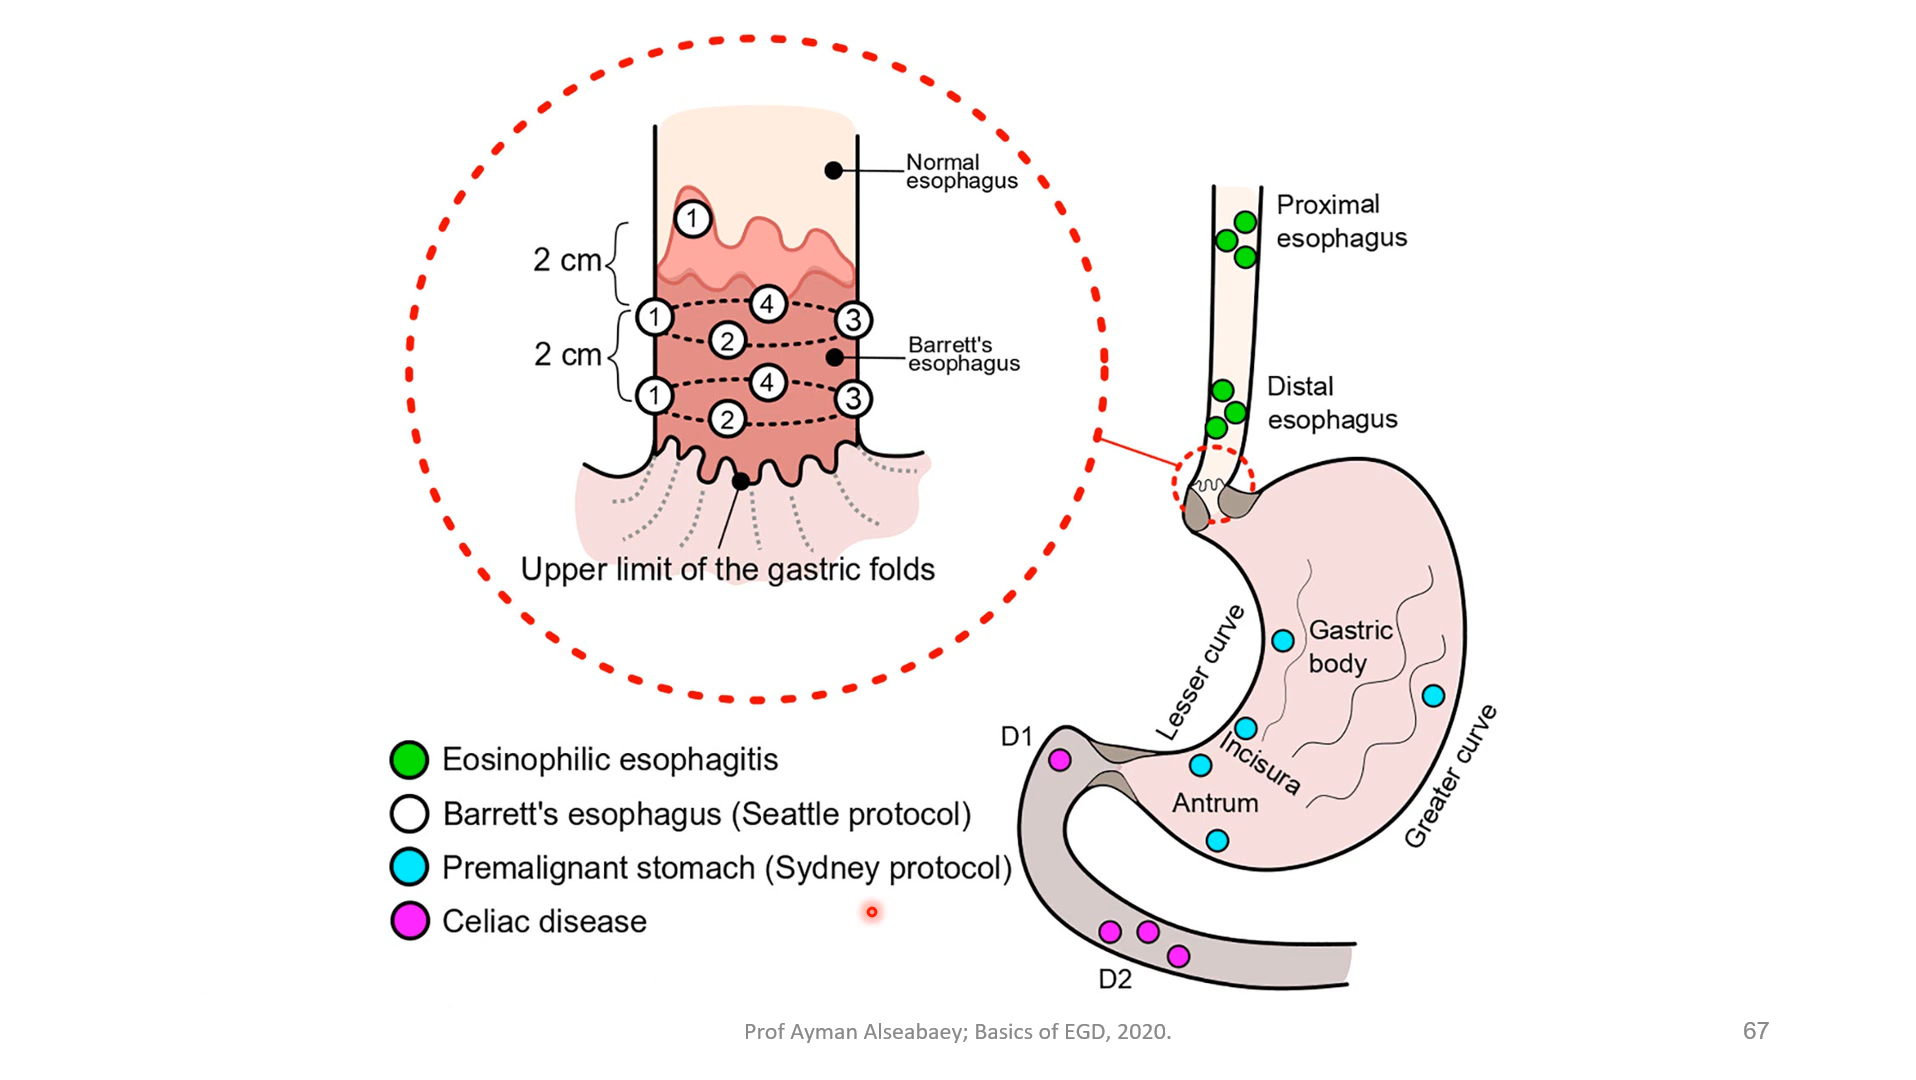 Normal
esophagus
1
2 cm
4
1
3
2
2 cm
Barrett's
esophagus
4
1
3
2
Upper limit of the gastric folds
Proximal
esophagus
Distal
esophagus
Gastric
body
Lesser curve
Incisura
Greater curve
Antrum
D1
D2
Eosinophilic esophagitis
Barrett's esophagus (Seattle protocol)
Premalignant stomach (Sydney protocol)
Celiac disease
Prof Ayman Alseabaey; Basics of EGD, 2020.
67